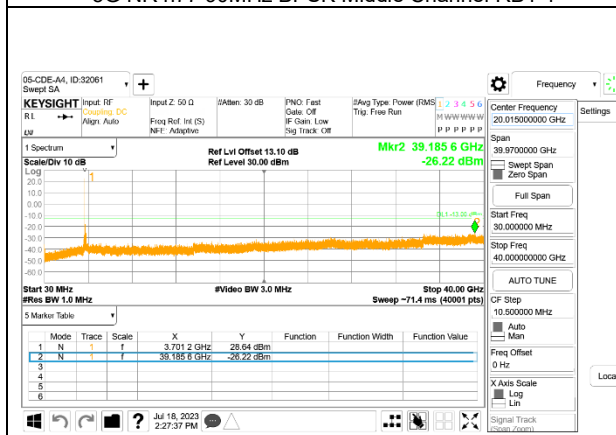 05-CDE-A4, ID:32061
Swept SA
Frequency
KEYSIGHT
RL
Input: RF
Coupling: DC
Align: Auto
Input Z: 50 Ω
Freq Ref: Int (S)
NFE: Adaptive
#Atten: 30 dB
PNO: Fast
Gate: Off
IF Gain: Low
Sig Track: Off
#Avg Type: Power (RMS
Trig: Free Run
1 2 3 4 5 6
M W W W W W
P P P P P P
Center Frequency
20.015000000 GHz
Settings
Span
39.9700000 GHz
Swept Span
Zero Span
Full Span
Start Freq
30.000000 MHz
Stop Freq
40.000000000 GHz
AUTO TUNE
CF Step
10.500000 MHz
Auto
Man
Freq Offset
0 Hz
X Axis Scale
Log
Lin
Signal Track
(Span Zoom)
Loca
1 Spectrum
Scale/Div 10 dB
Log
Ref Lvl Offset 13.10 dB
Ref Level 30.00 dBm
Mkr2 39.185 6 GHz
-26.22 dBm
1
20.0
10.0
0.00
-10.0
-20.0
-30.0
-40.0
-50.0
-60.0
DL1 -13.00 dBm
Start 30 MHz
#Res BW 1.0 MHz
#Video BW 3.0 MHz
Stop 40.00 GHz
Sweep ~71.4 ms (40001 pts)
5 Marker Table
Mode Trace Scale X Y Function Function Width Function Value
1 N 1 f 3.701 2 GHz 28.64 dBm
2 N 1 f 39.185 6 GHz -26.22 dBm
3
4
5
6
Jul 18, 2023
2:27:37 PM